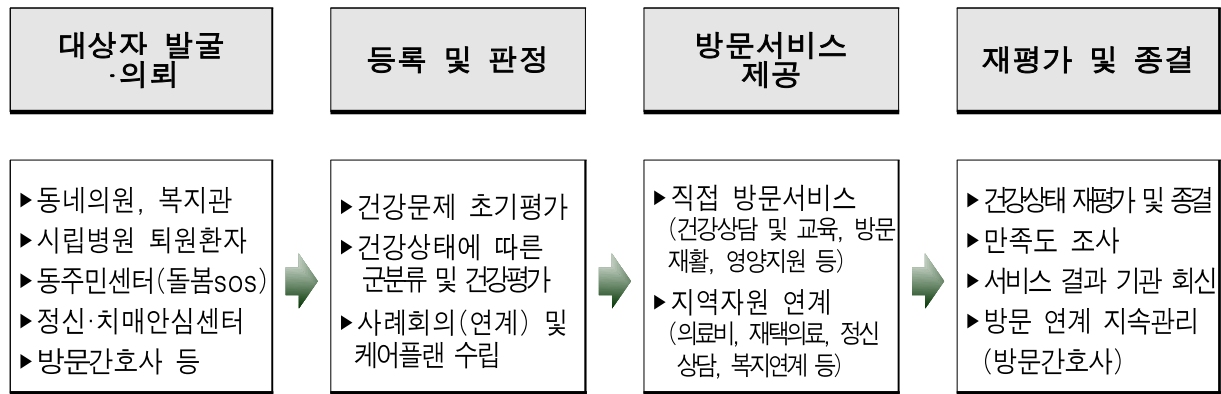 대상자 발굴
·의뢰
등록 및 판정
방문서비스
제공
재평가 및 종결
▶동네의원, 복지관
▶시립병원 퇴원환자
▶동주민센터(돌봄sos)
▶정신·치매안심센터
▶방문간호사 등
▶건강문제 초기평가
▶건강상태에 따른
군분류 및 건강평가
▶사례회의(연계) 및
케어플랜 수립
▶직접 방문서비스
(건강상담 및 교육, 방문
재활, 영양지원 등)
▶지역자원 연계
(의료비, 재택의료, 정신
상담, 복지연계 등)
▶건강상태 재평가 및 종결
▶만족도 조사
▶서비스 결과 기관 회신
▶방문 연계 지속관리
(방문간호사)